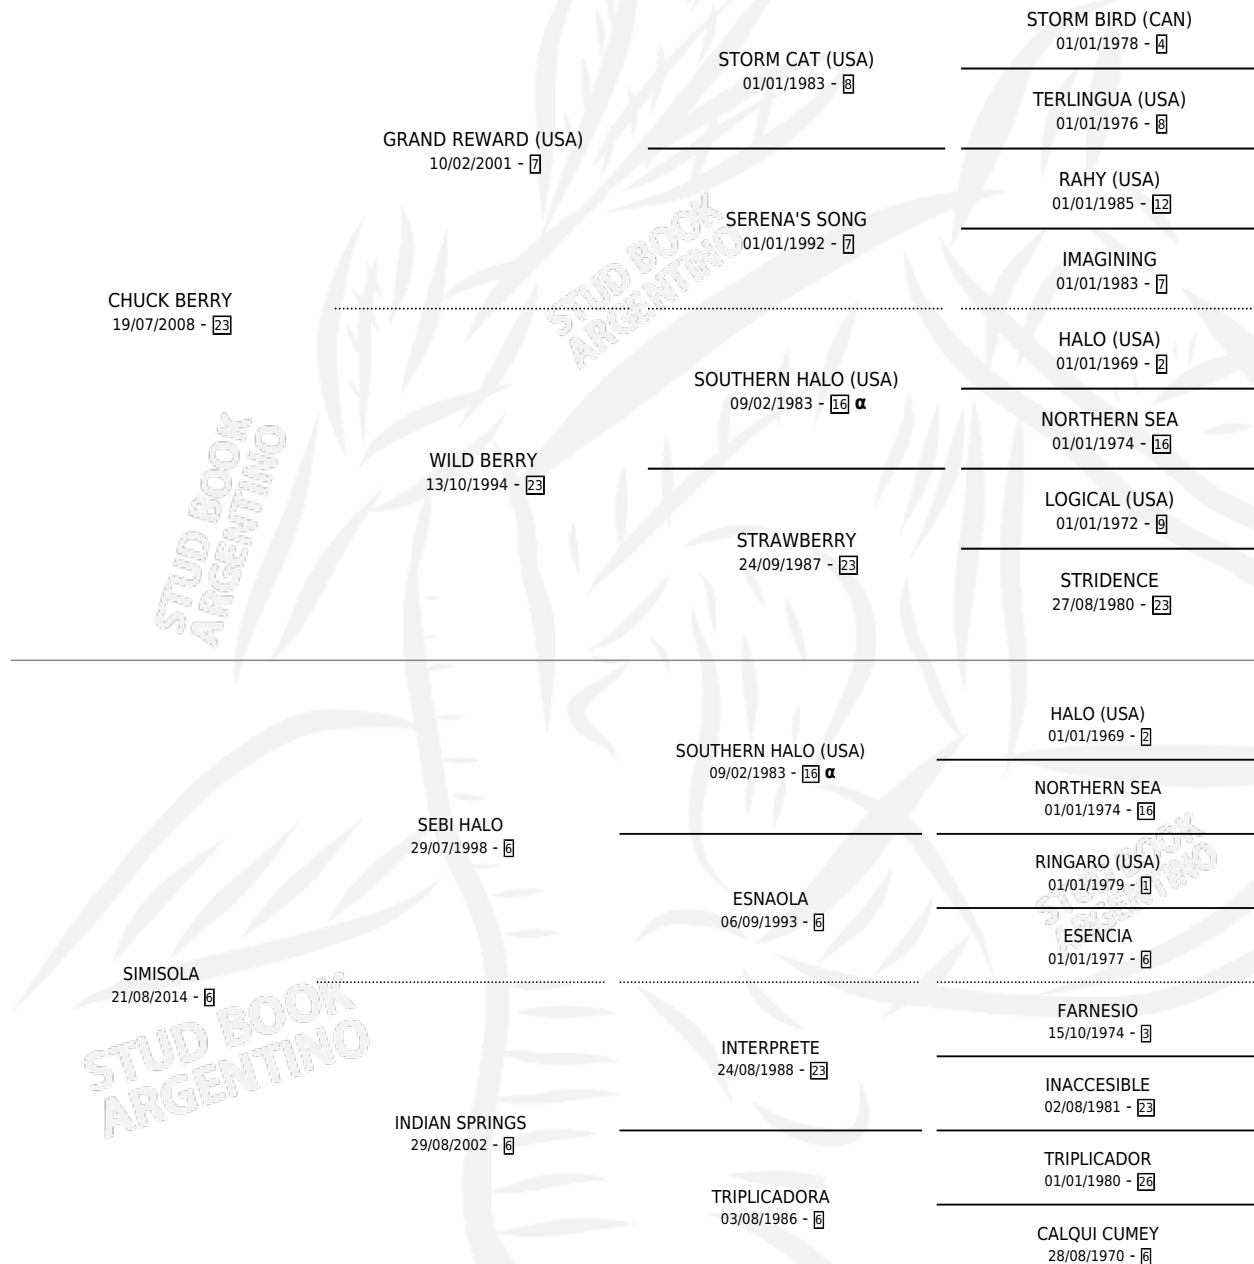 STORM BIRD (CAN)
01/01/1978 - 4
STORM CAT (USA)
01/01/1983 - 8
TERLINGUA (USA)
01/01/1976 - 8
GRAND REWARD (USA)
10/02/2001 - 7
RAHY (USA)
01/01/1985 - 12
SERENA'S SONG
01/01/1992 - 7
IMAGINING
01/01/1983 - 7
CHUCK BERRY
19/07/2008 - 23
HALO (USA)
01/01/1969 - 2
SOUTHERN HALO (USA)
09/02/1983 - 16 α
NORTHERN SEA
01/01/1974 - 16
WILD BERRY
13/10/1994 - 23
LOGICAL (USA)
01/01/1972 - 9
STRAWBERRY
24/09/1987 - 23
STRIDENCE
27/08/1980 - 23
STUD BOOK
ARGENTINO
STUD BOOK
ARGENTINO
HALO (USA)
01/01/1969 - 2
SOUTHERN HALO (USA)
09/02/1983 - 16 α
NORTHERN SEA
01/01/1974 - 16
SEBI HALO
29/07/1998 - 6
RINGARO (USA)
01/01/1979 - 1
ESNAOLA
06/09/1993 - 6
ESENCIA
01/01/1977 - 6
SIMISOLA
21/08/2014 - 6
FARNESIO
15/10/1974 - 3
INTERPRETE
24/08/1988 - 23
INACCESIBLE
02/08/1981 - 23
INDIAN SPRINGS
29/08/2002 - 6
TRIPLICADOR
01/01/1980 - 26
TRIPLICADORA
03/08/1986 - 6
CALQUI CUMEY
28/08/1970 - 6
STUD BOOK
ARGENTINO
STUD BOOK
ARGENTINO